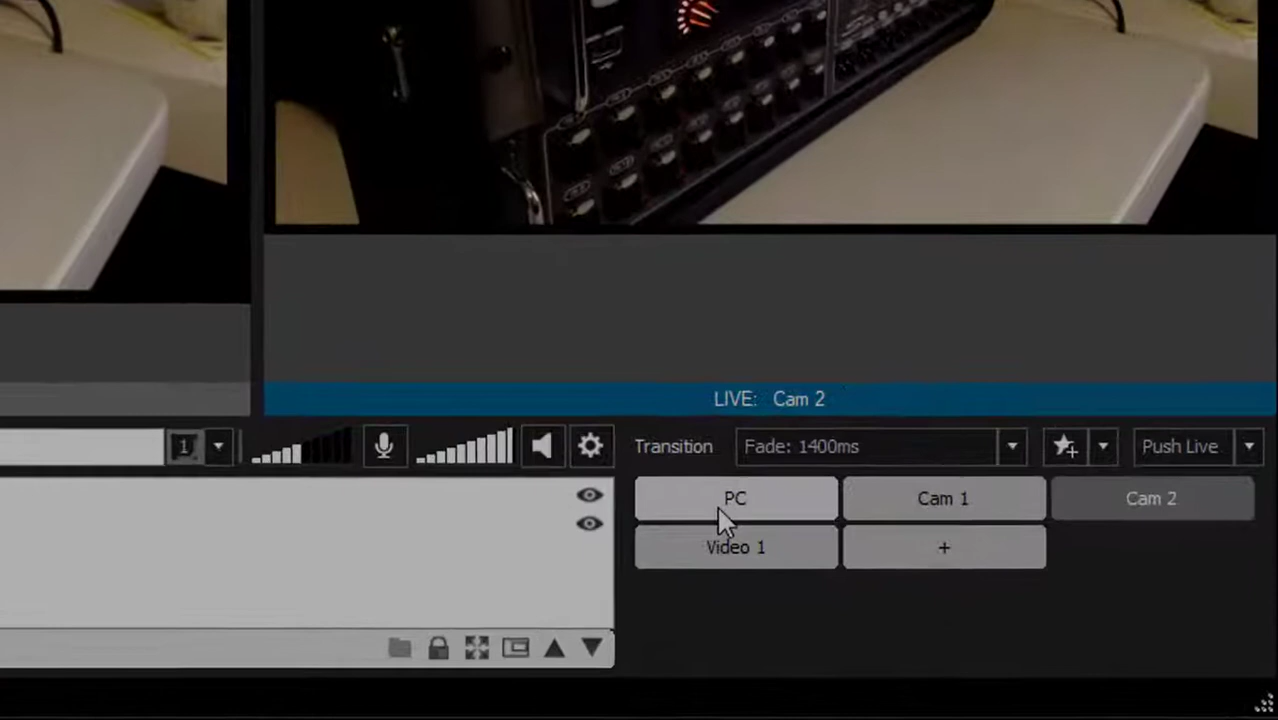 LIVE: Cam 2
1
Transition
Fade: 1400ms
Push Live
PC
Cam 1
Cam 2
Video 1
+